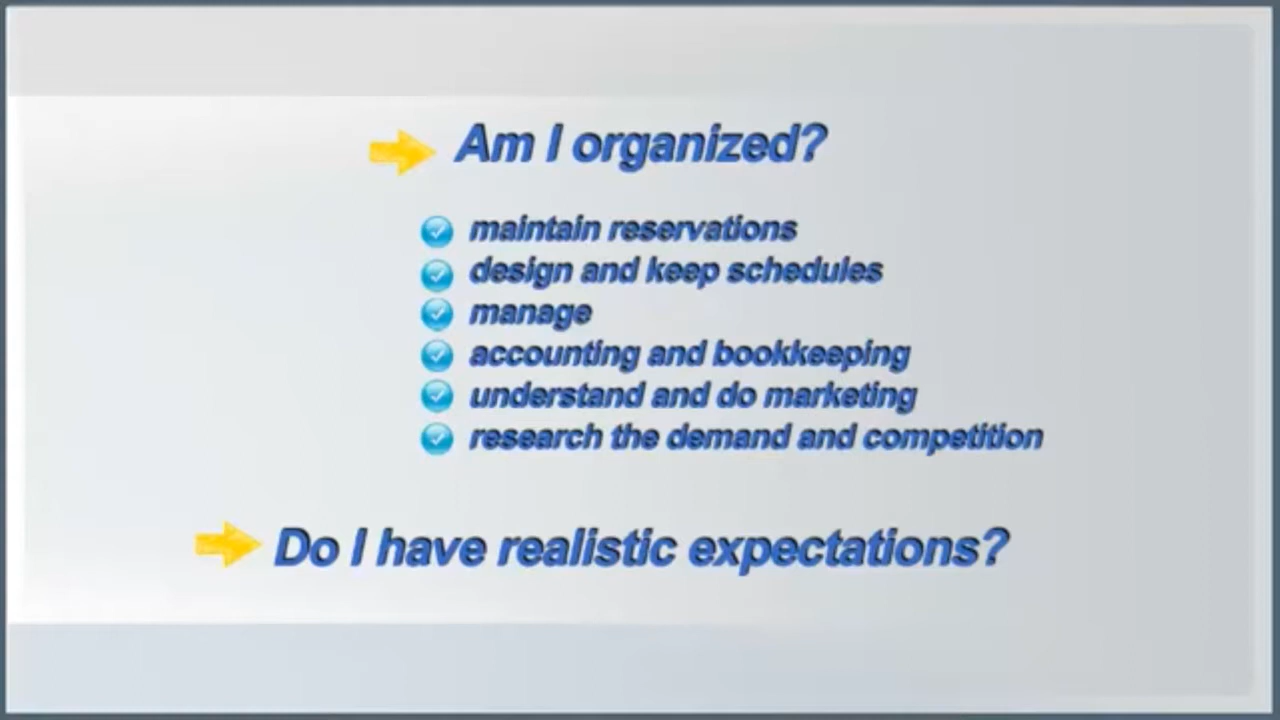 Am I organized?
maintain reservations
design and keep schedules
manage
accounting and bookkeeping
understand and do marketing
research the demand and competition
Do I have realistic expectations?